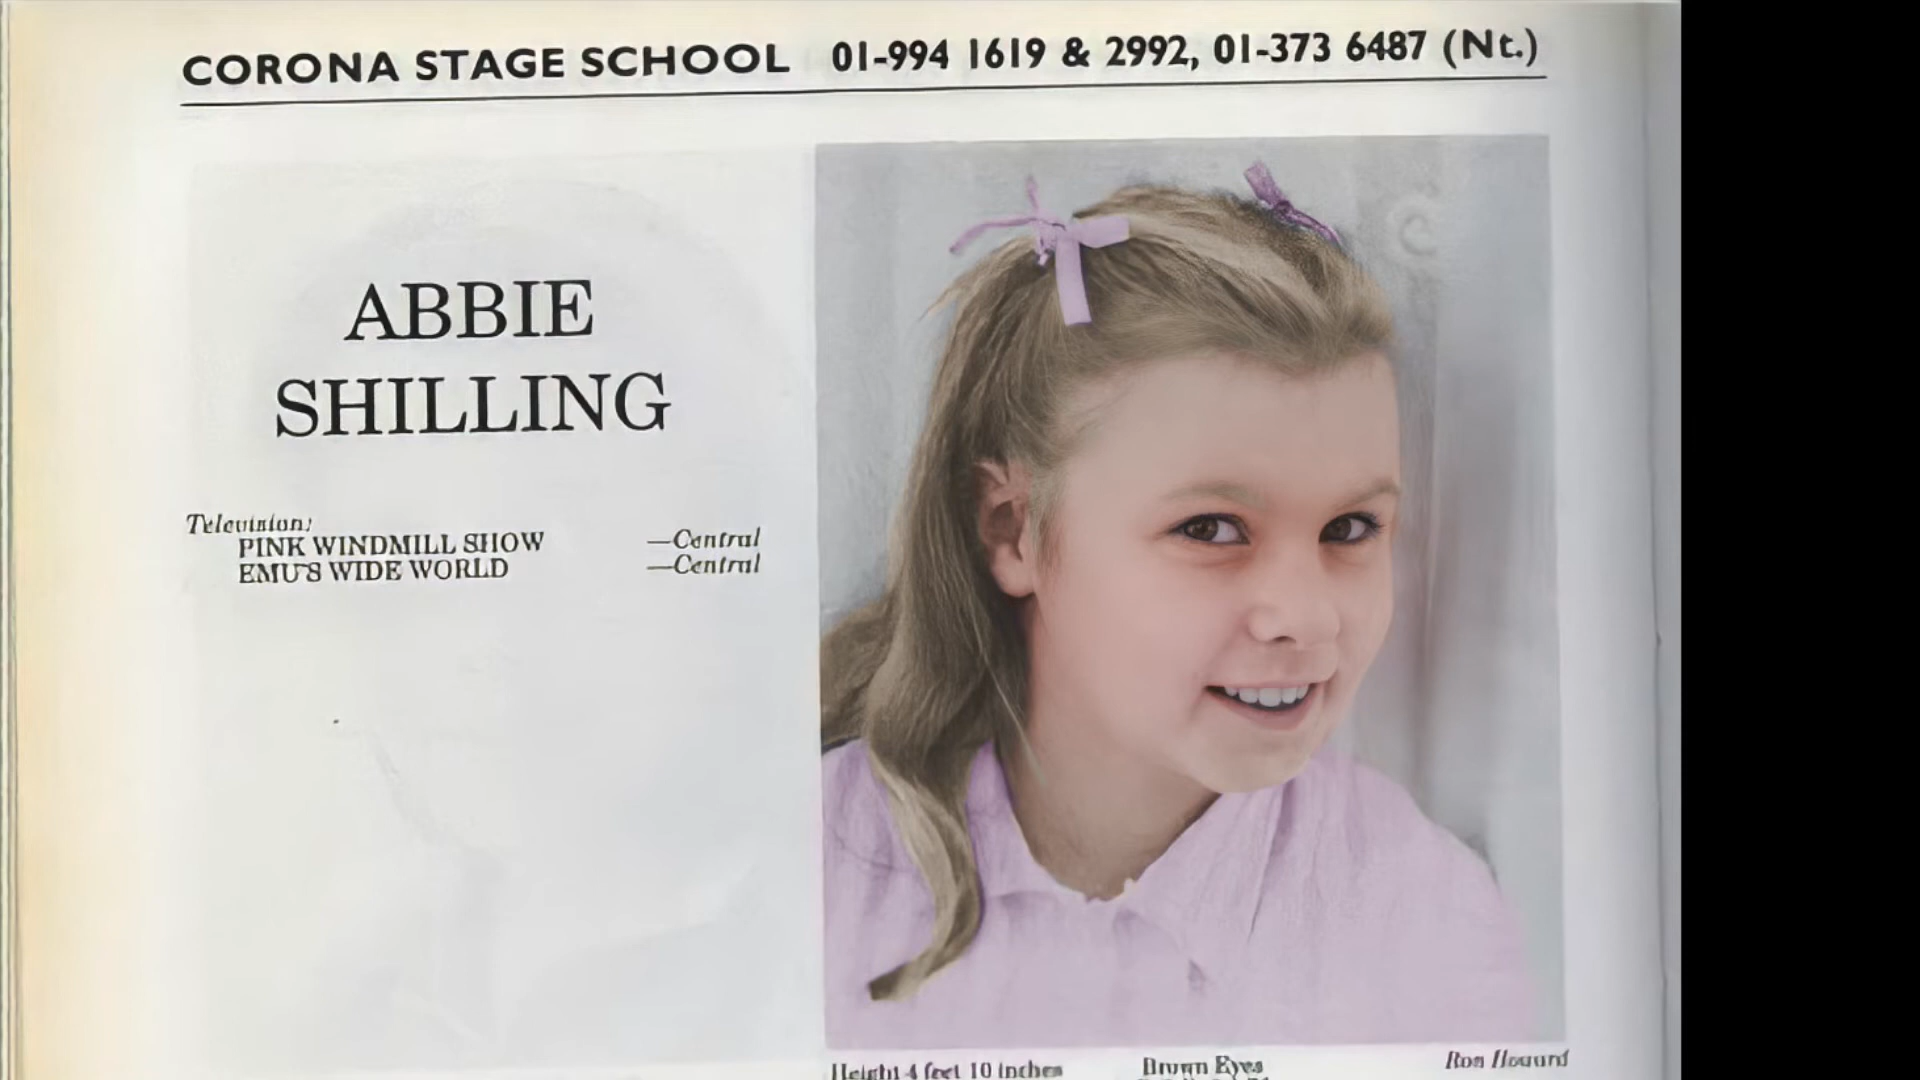 CORONA STAGE SCHOOL 01-994 1619 & 2992, 01-373 6487 (Nt.)
ABBIE
SHILLING
Television:
PINK WINDMILL SHOW —Central
EMU'S WIDE WORLD —Central
Height 4 feet 10 inches Brown Eyes Ron Howard